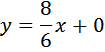 y = 8/6 x + 0